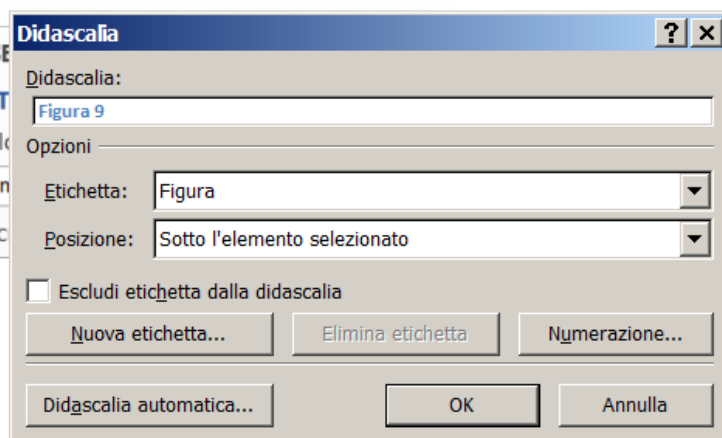 Didascalia
Didascalia:
Figura 9
Opzioni
Etichetta: Figura
Posizione: Sotto l'elemento selezionato
Escludi etichetta dalla didascalia
Nuova etichetta... Elimina etichetta Numerazione...
Didascalia automatica... OK Annulla